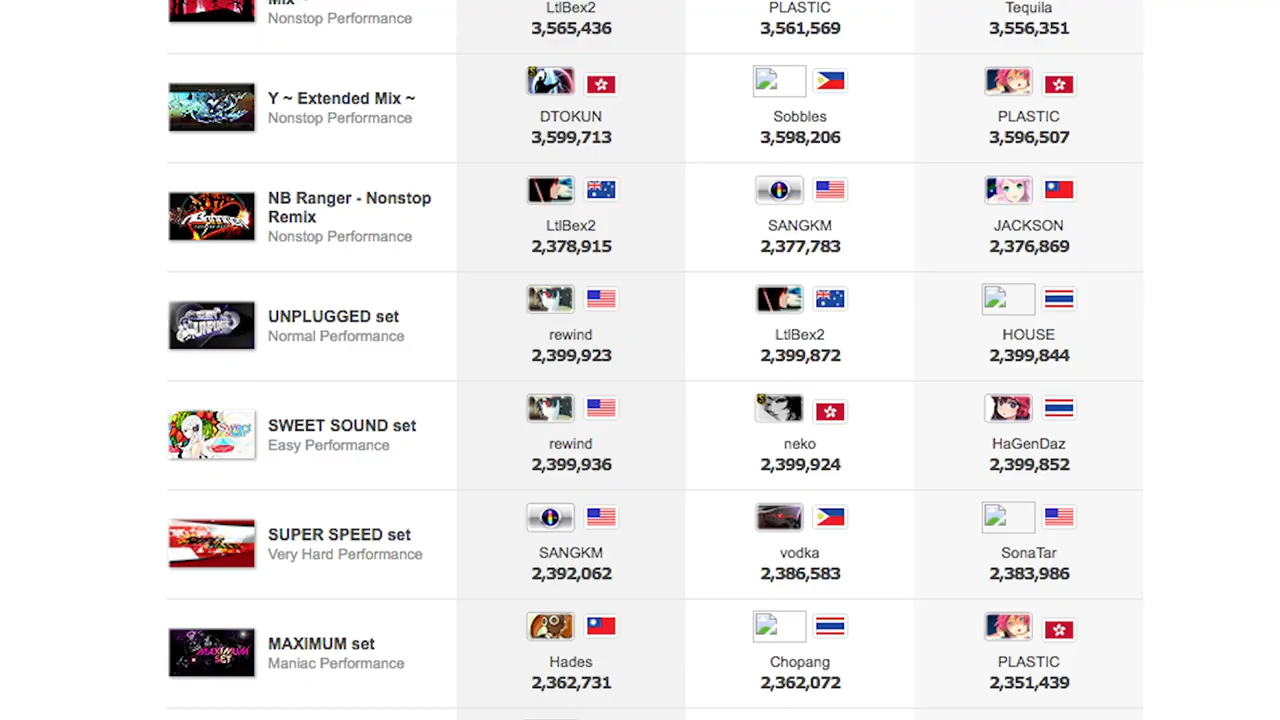 Mix ~
Nonstop Performance
LtlBex2
PLASTIC
Tequila
3,565,436
3,561,569
3,556,351
Y ~ Extended Mix ~
Nonstop Performance
DTOKUN
Sobbles
PLASTIC
3,599,713
3,598,206
3,596,507
NB Ranger - Nonstop
Remix
Nonstop Performance
LtlBex2
SANGKM
JACKSON
2,378,915
2,377,783
2,376,869
UNPLUGGED set
Normal Performance
rewind
LtlBex2
HOUSE
2,399,923
2,399,872
2,399,844
SWEET SOUND set
Easy Performance
rewind
neko
HaGenDaz
2,399,936
2,399,924
2,399,852
SUPER SPEED set
Very Hard Performance
SANGKM
vodka
SonaTar
2,392,062
2,386,583
2,383,986
MAXIMUM SET
MAXIMUM set
Maniac Performance
Hades
Chopang
PLASTIC
2,362,731
2,362,072
2,351,439